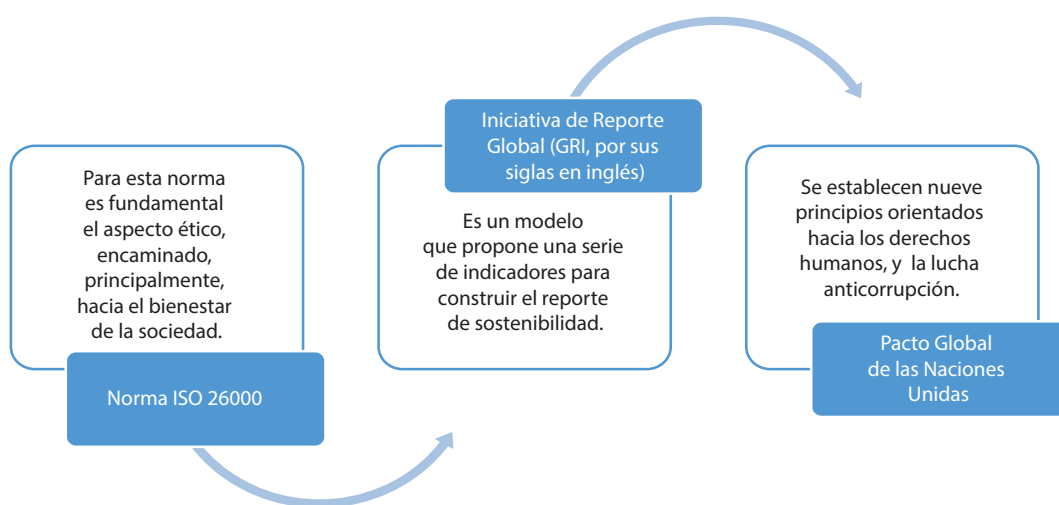 Para esta norma
es fundamental
el aspecto ético,
encaminado,
principalmente,
hacia el bienestar
de la sociedad.
Norma ISO 26000
Iniciativa de Reporte
Global (GRI, por sus
siglas en inglés)
Es un modelo
que propone una serie
de indicadores para
construir el reporte
de sostenibilidad.
Se establecen nueve
principios orientados
hacia los derechos
humanos, y la lucha
anticorrupción.
Pacto Global
de las Naciones
Unidas